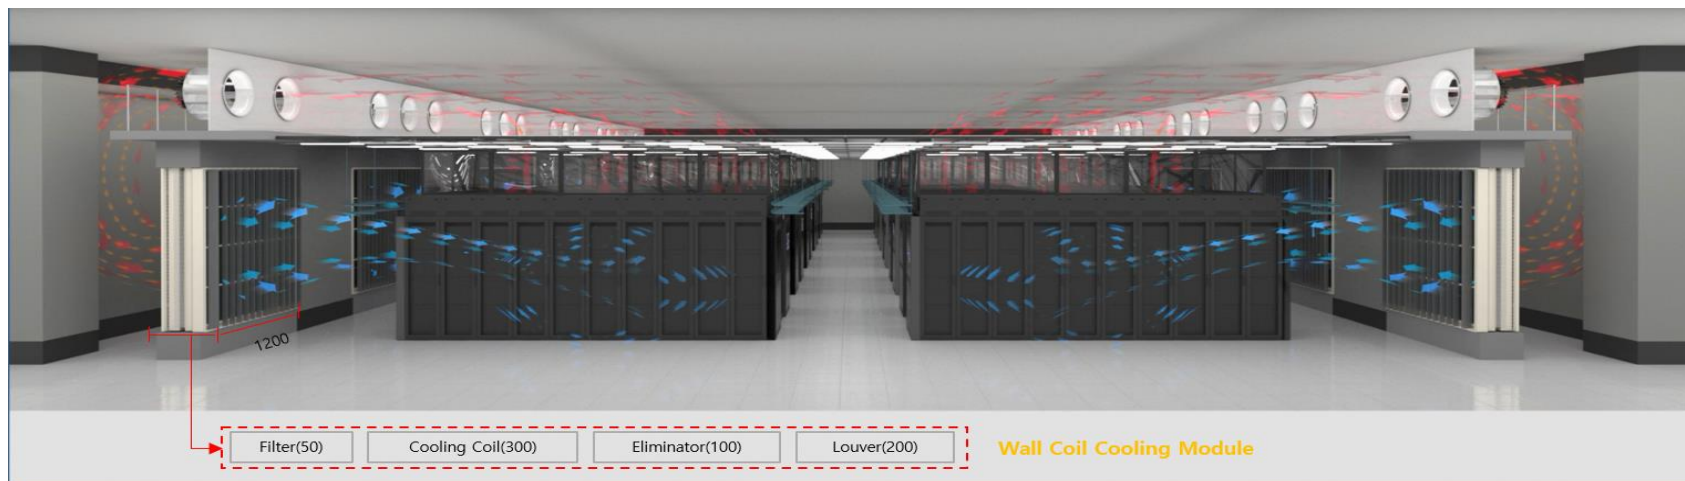 1200
Filter(50)
Cooling Coil(300)
Eliminator(100)
Louver(200)
Wall Coil Cooling Module